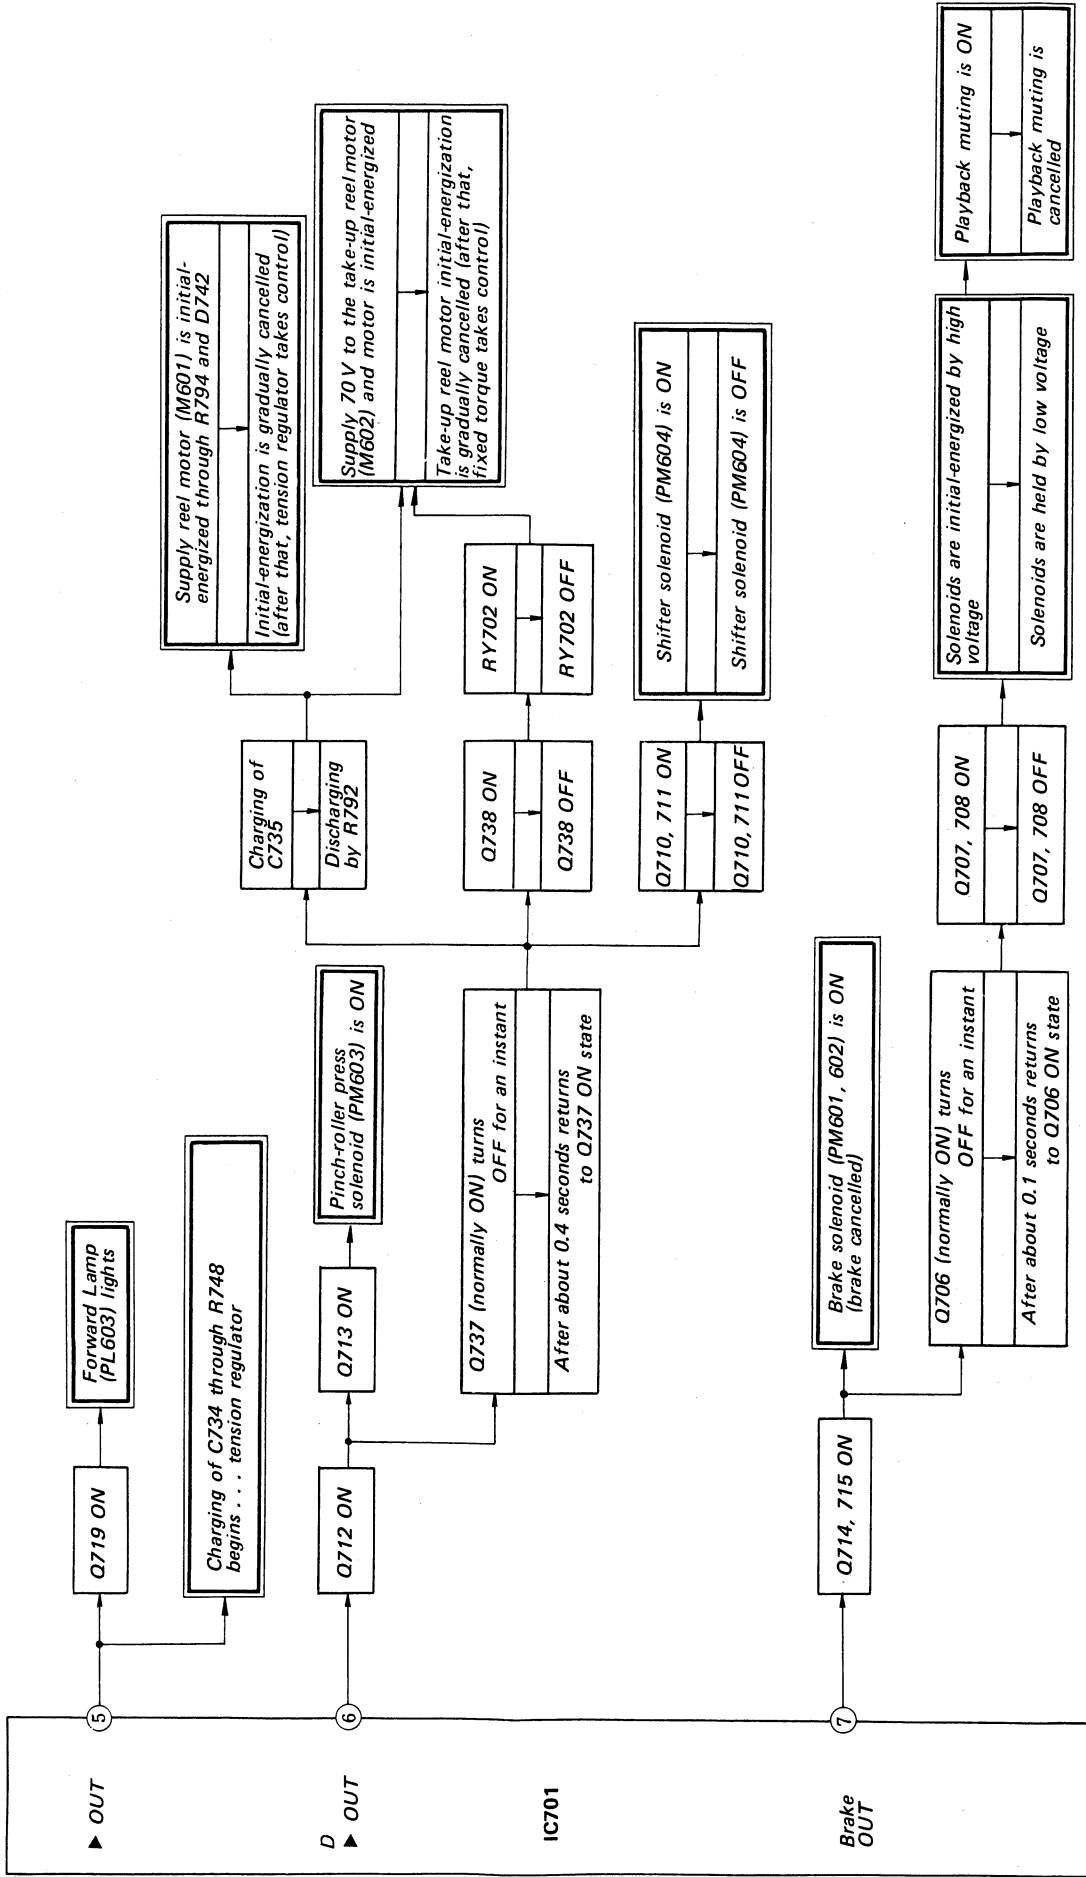 ▶ OUT
5
Q719 ON
Forward Lamp
(PL603) lights
Charging of C734 through R748
begins . . . tension regulator
D
▶ OUT
6
Q712 ON
Q713 ON
Pinch-roller press
solenoid (PM603) is ON
Q737 (normally ON) turns
OFF for an instant
After about 0.4 seconds returns
to Q737 ON state
Charging of
C735
Discharging
by R792
Supply reel motor (M601) is initial-
energized through R794 and D742
Initial-energization is gradually cancelled
(after that, tension regulator takes control)
Q738 ON
Q738 OFF
RY702 ON
RY702 OFF
Supply 70 V to the take-up reel motor
(M602) and motor is initial-energized
Take-up reel motor initial-energization
is gradually cancelled (after that,
fixed torque takes control)
Q710, 711 ON
Q710, 711 OFF
Shifter solenoid (PM604) is ON
Shifter solenoid (PM604) is OFF
IC701
Brake
OUT
7
Q714, 715 ON
Brake solenoid (PM601, 602) is ON
(brake cancelled)
Q706 (normally ON) turns
OFF for an instant
After about 0.1 seconds returns
to Q706 ON state
Q707, 708 ON
Q707, 708 OFF
Solenoids are initial-energized by high
voltage
Solenoids are held by low voltage
Playback muting is ON
Playback muting is
cancelled